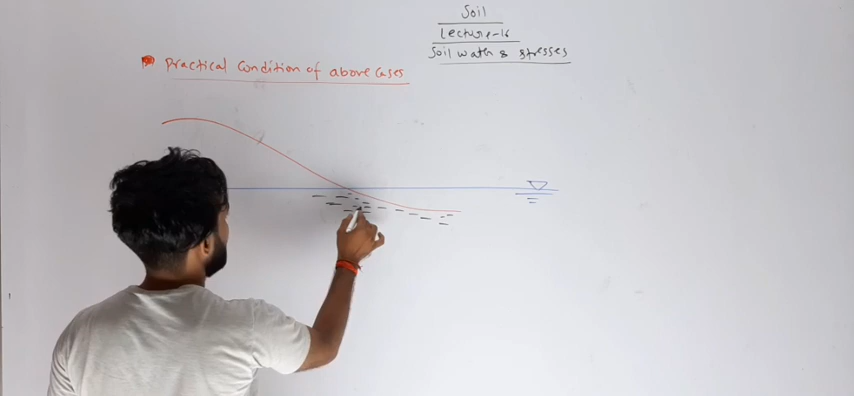 Soil
Lecture-16
Soil water & stresses
Practical Condition of above Cases